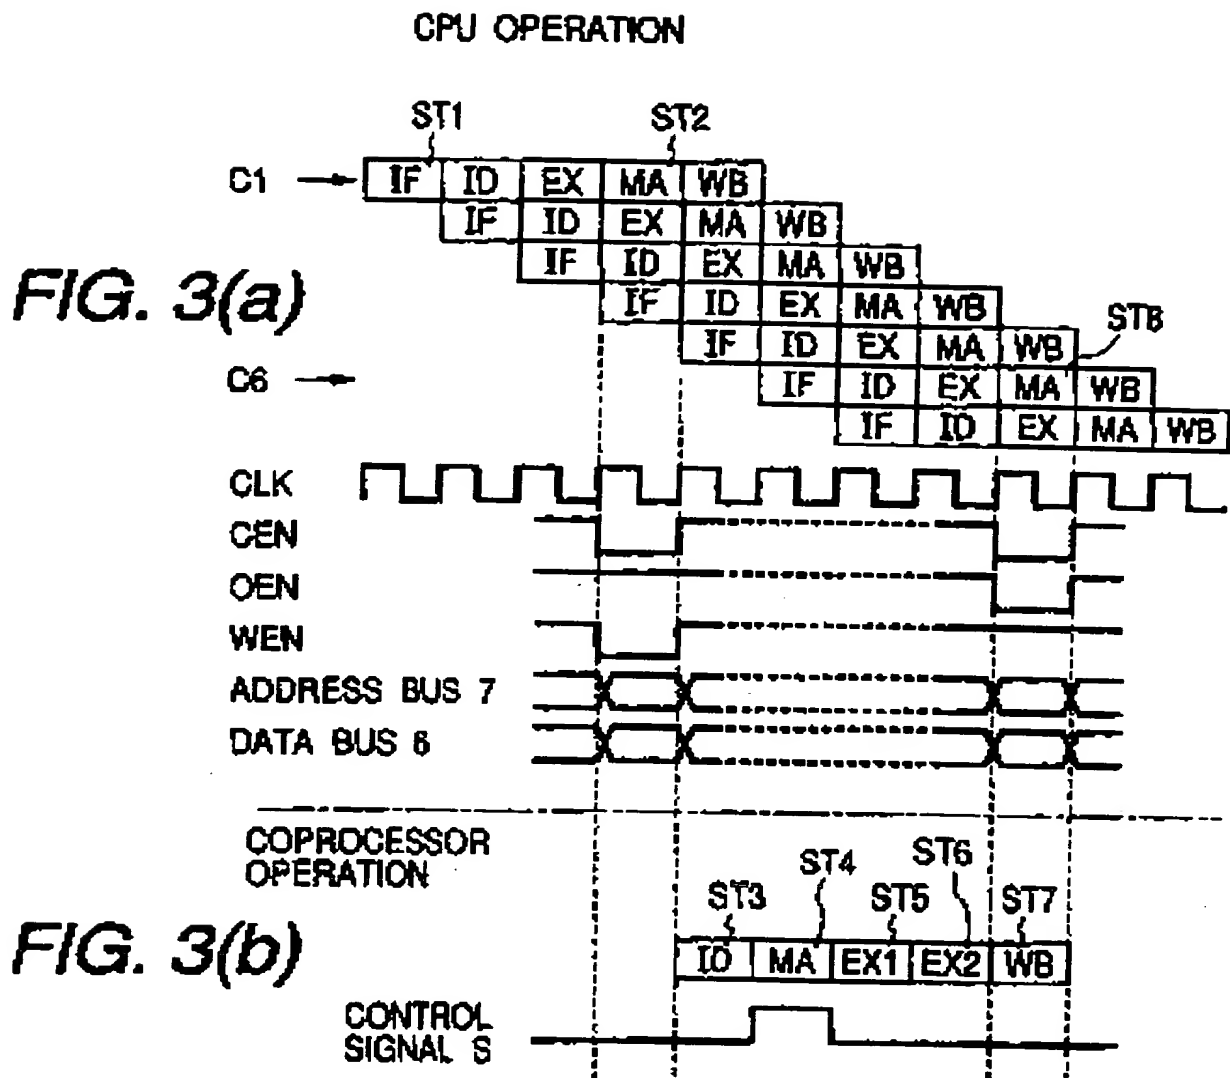 CPU OPERATION
ST1 ST2
C1 IF ID EX MA WB
IF ID EX MA WB
FIG. 3(a) IF ID EX MA WB
IF ID EX MA WB
ST8
IF ID EX MA WB
C6 IF ID EX MA WB
IF ID EX MA WB
CLK
CEN
OEN
WEN
ADDRESS BUS 7
DATA BUS 6
COPROCESSOR
OPERATION
ST3 ST4 ST5 ST6 ST7
FIG. 3(b) ID MA EX1 EX2 WB
CONTROL
SIGNAL S